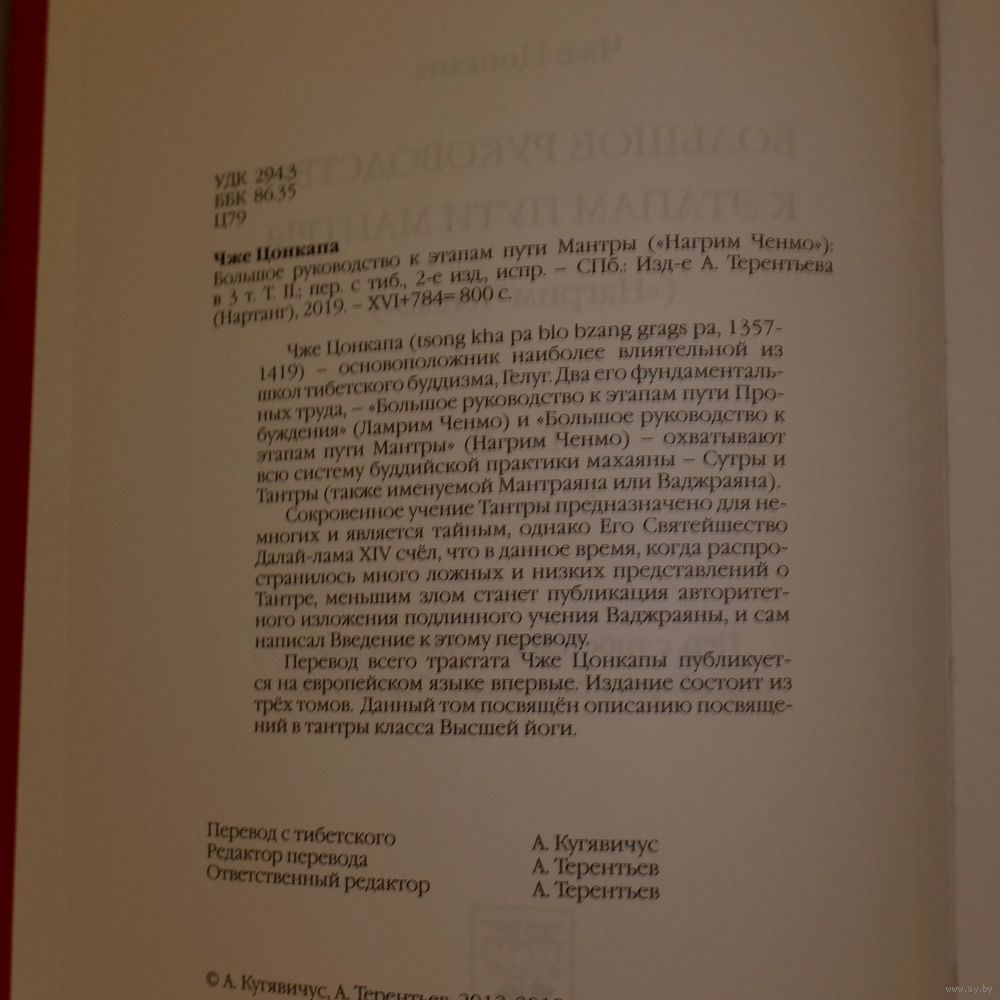 УДК 294.3
ББК 86.35
Ц79
Чже Цонкапа
Большое руководство к этапам пути Мантры («Нагрим Ченмо»):
в 3 т. Т. II.; пер. с тиб., 2-е изд., испр. – СПб.: Изд-е А. Терентьева
(Нартанг), 2019. – XVI+784= 800 с.
Чже Цонкапа (tsong kha pa blo bzang grags pa, 1357-
1419) – основоположник наиболее влиятельной из
школ тибетского буддизма, Гелуг. Два его фундаменталь-
ных труда, – «Большое руководство к этапам пути Про-
буждения» (Ламрим Ченмо) и «Большое руководство к
этапам пути Мантры» (Нагрим Ченмо) – охватывают
всю систему буддийской практики махаяны – Сутры и
Тантры (также именуемой Мантраяна или Ваджраяна).
Сокровенное учение Тантры предназначено для не-
многих и является тайным, однако Его Святейшество
Далай-лама XIV счёл, что в данное время, когда распро-
странилось много ложных и низких представлений о
Тантре, меньшим злом станет публикация авторитет-
ного изложения подлинного учения Ваджраяны, и сам
написал Введение к этому переводу.
Перевод всего трактата Чже Цонкапы публикует-
ся на европейском языке впервые. Издание состоит из
трёх томов. Данный том посвящён описанию посвяще-
ний в тантры класса Высшей йоги.
Перевод с тибетского А. Кугявичус
Редактор перевода А. Терентьев
Ответственный редактор А. Терентьев
© А. Кугявичус, А. Терентьев,
www.ay.by